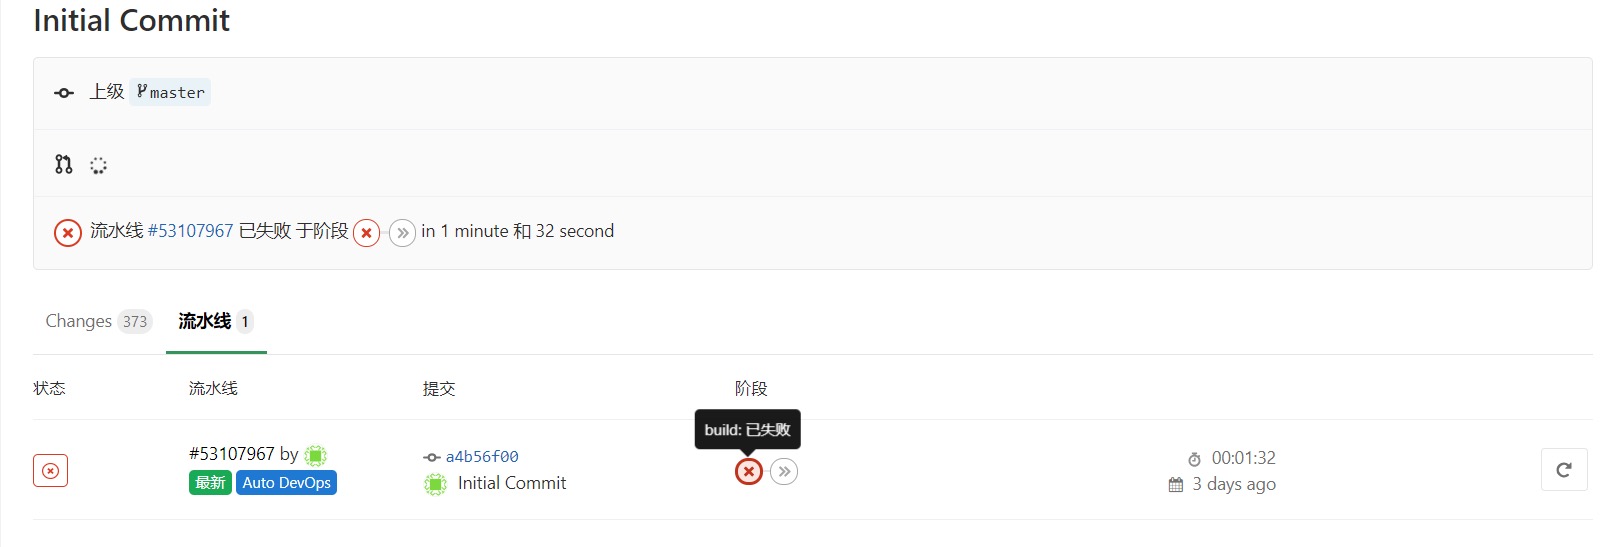 Initial Commit
上级 master
流水线 #53107967 已失败 于阶段 in 1 minute 和 32 second
Changes 373 流水线 1
状态 流水线 提交 阶段
build: 已失败
#53107967 by
最新 Auto DevOps
a4b56f00
Initial Commit
00:01:32
3 days ago